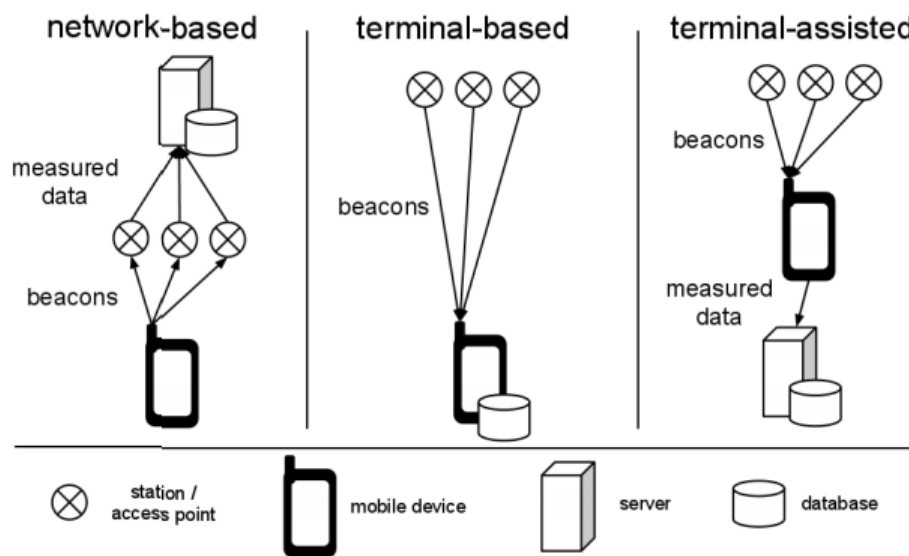 network-based
terminal-based
terminal-assisted
measured
data
beacons
beacons
beacons
measured
data
station /
access point
mobile device
server
database